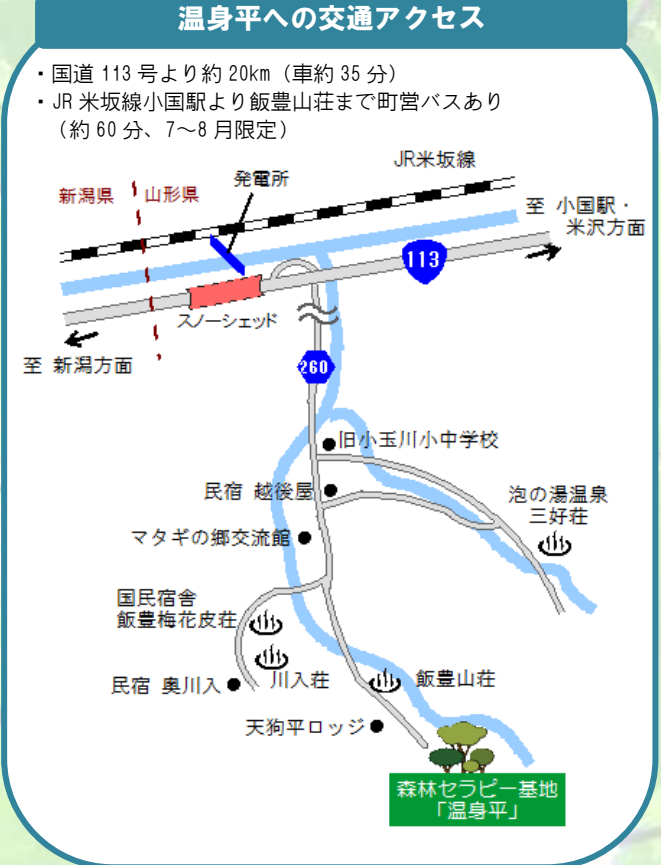 温身平への交通アクセス
・国道 113 号より約 20km（車約 35 分）
・JR 米坂線小国駅より飯豊山荘まで町営バスあり
（約 60 分、7～8 月限定）
JR米坂線
発電所
新潟県
山形県
至 小国駅・
米沢方面
113
スノーシェッド
至 新潟方面
260
旧小玉川小中学校
民宿 越後屋
泡の湯温泉
三好荘
マタギの郷交流館
国民宿舎
飯豊梅花皮荘
川入荘
飯豊山荘
民宿 奥川入
天狗平ロッジ
森林セラピー基地
「温身平」